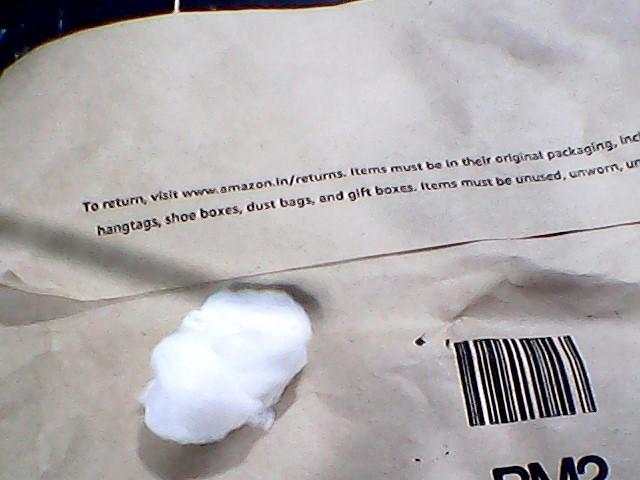 To return, visit www.amazon.in/returns. Items must be in their original packaging,
hangtags, shoe boxes, dust bags, and gift boxes. Items must be unused, unworn,
PM2